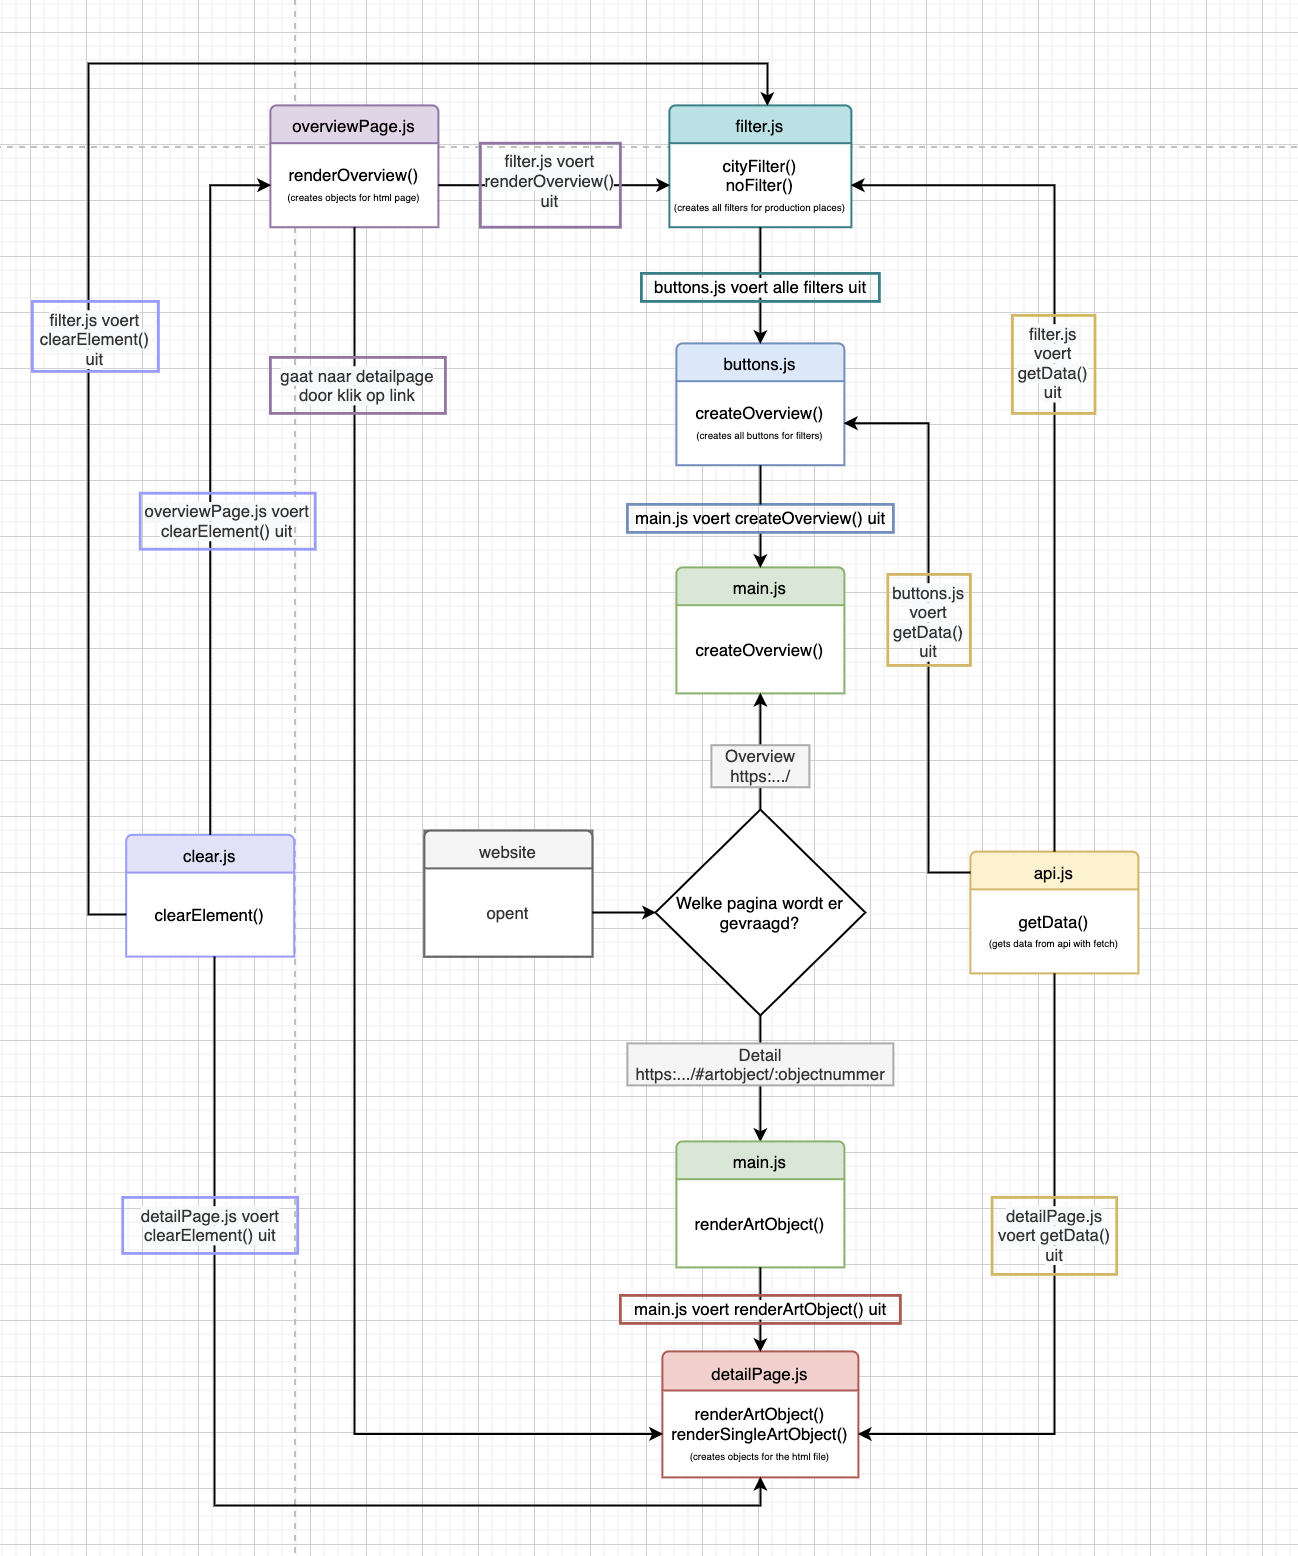 overviewPage.js
renderOverview()
(creates objects for html page)
filter.js voert
renderOverview()
uit
filter.js
cityFilter()
noFilter()
(creates all filters for production places)
buttons.js voert alle filters uit
filter.js voert
clearElement()
uit
gaat naar detailpage
door klik op link
filter.js
voert
getData()
uit
buttons.js
createOverview()
(creates all buttons for filters)
overviewPage.js voert
clearElement() uit
main.js voert createOverview() uit
main.js
createOverview()
buttons.js
voert
getData()
uit
Overview
https:.../
clear.js
clearElement()
website
opent
Welke pagina wordt er
gevraagd?
api.js
getData()
(gets data from api with fetch)
Detail
https:.../#artobject/:objectnummer
main.js
renderArtObject()
detailPage.js voert
clearElement() uit
detailPage.js
voert getData()
uit
main.js voert renderArtObject() uit
detailPage.js
renderArtObject()
renderSingleArtObject()
(creates objects for the html file)